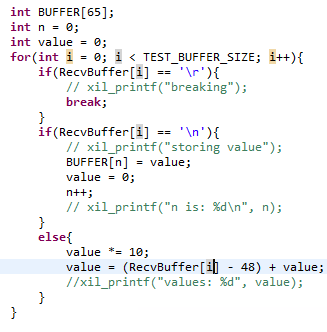 int BUFFER[65];
int n = 0;
int value = 0;
for(int i = 0; i < TEST_BUFFER_SIZE; i++){
    if(RecvBuffer[i] == '\r'){
        // xil_printf("breaking");
        break;
    }
    if(RecvBuffer[i] == '\n'){
        // xil_printf("storing value");
        BUFFER[n] = value;
        value = 0;
        n++;
        // xil_printf("n is: %d\n", n);
    }
    else{
        value *= 10;
        value = (RecvBuffer[i] - 48) + value;
        //xil_printf("values: %d", value);
    }
}